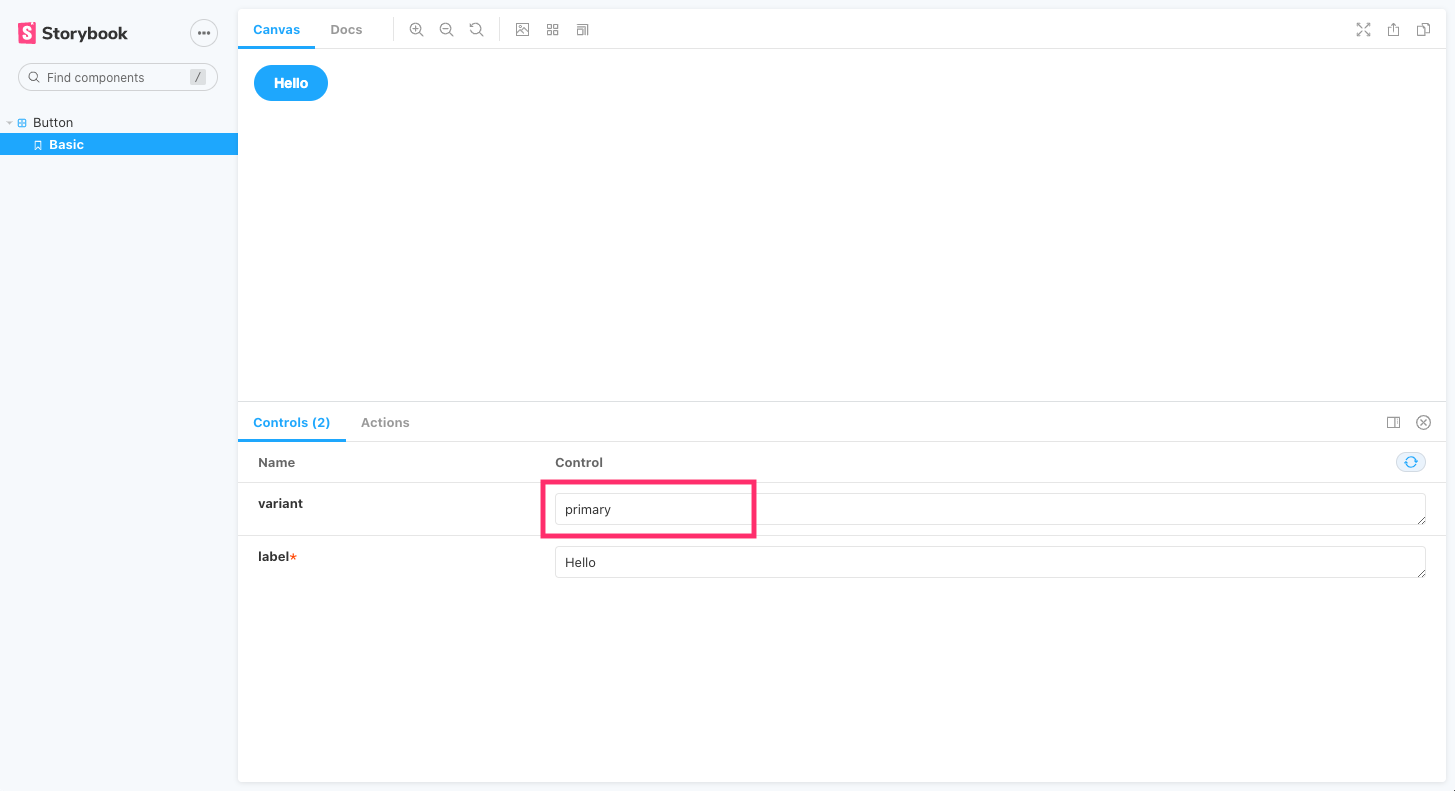 Storybook
Find components /
Button
Basic
Canvas Docs
Hello
Controls (2) Actions
Name Control
variant primary
label* Hello